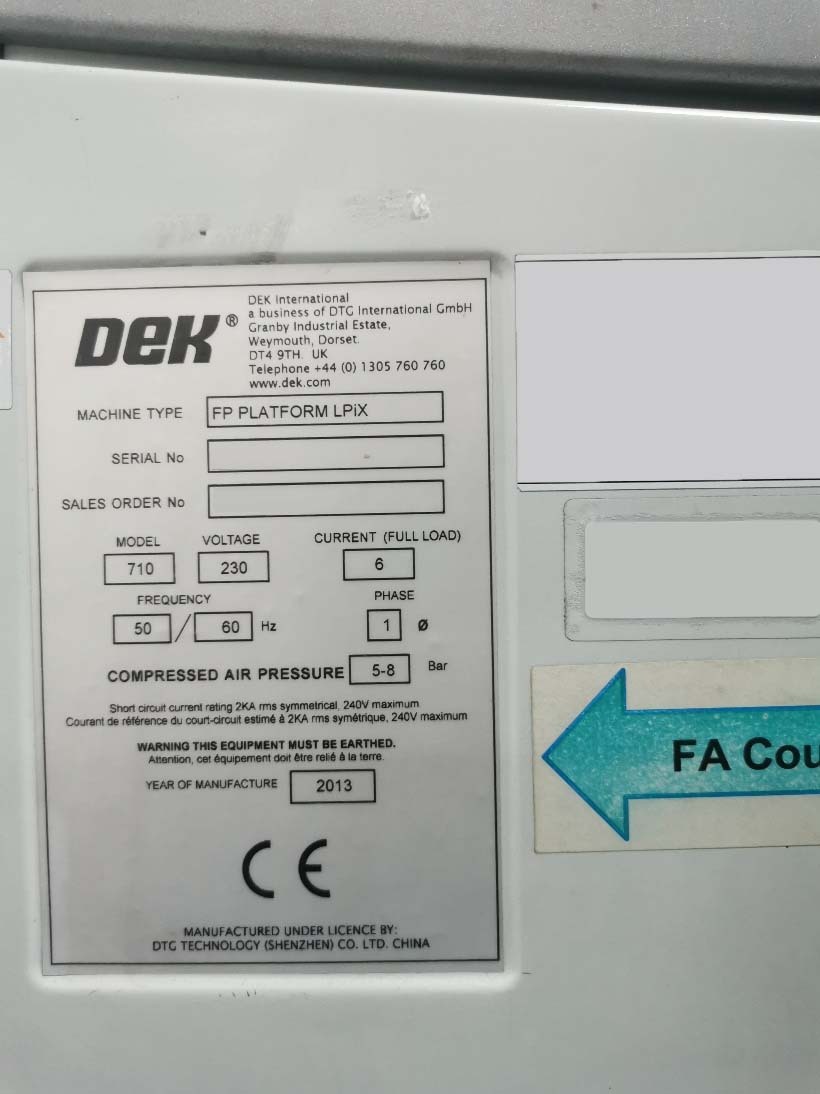 DEK®
DEK International
a business of DTG International GmbH
Granby Industrial Estate,
Weymouth, Dorset.
DT4 9TH. UK
Telephone +44 (0) 1305 760 760
www.dek.com
MACHINE TYPE FP PLATFORM LPiX
SERIAL No
SALES ORDER No
MODEL VOLTAGE CURRENT (FULL LOAD)
710 230 6
FREQUENCY PHASE
50 / 60 Hz 1 Ø
COMPRESSED AIR PRESSURE 5-8 Bar
Short circuit current rating 2KA rms symmetrical, 240V maximum
Courant de référence du court-circuit estimé à 2KA rms symétrique, 240V maximum
WARNING THIS EQUIPMENT MUST BE EARTHED.
Attention, cet équipement doit être relié à la terre.
YEAR OF MANUFACTURE 2013
CE
MANUFACTURED UNDER LICENCE BY:
DTG TECHNOLOGY (SHENZHEN) CO. LTD. CHINA
FA Cou